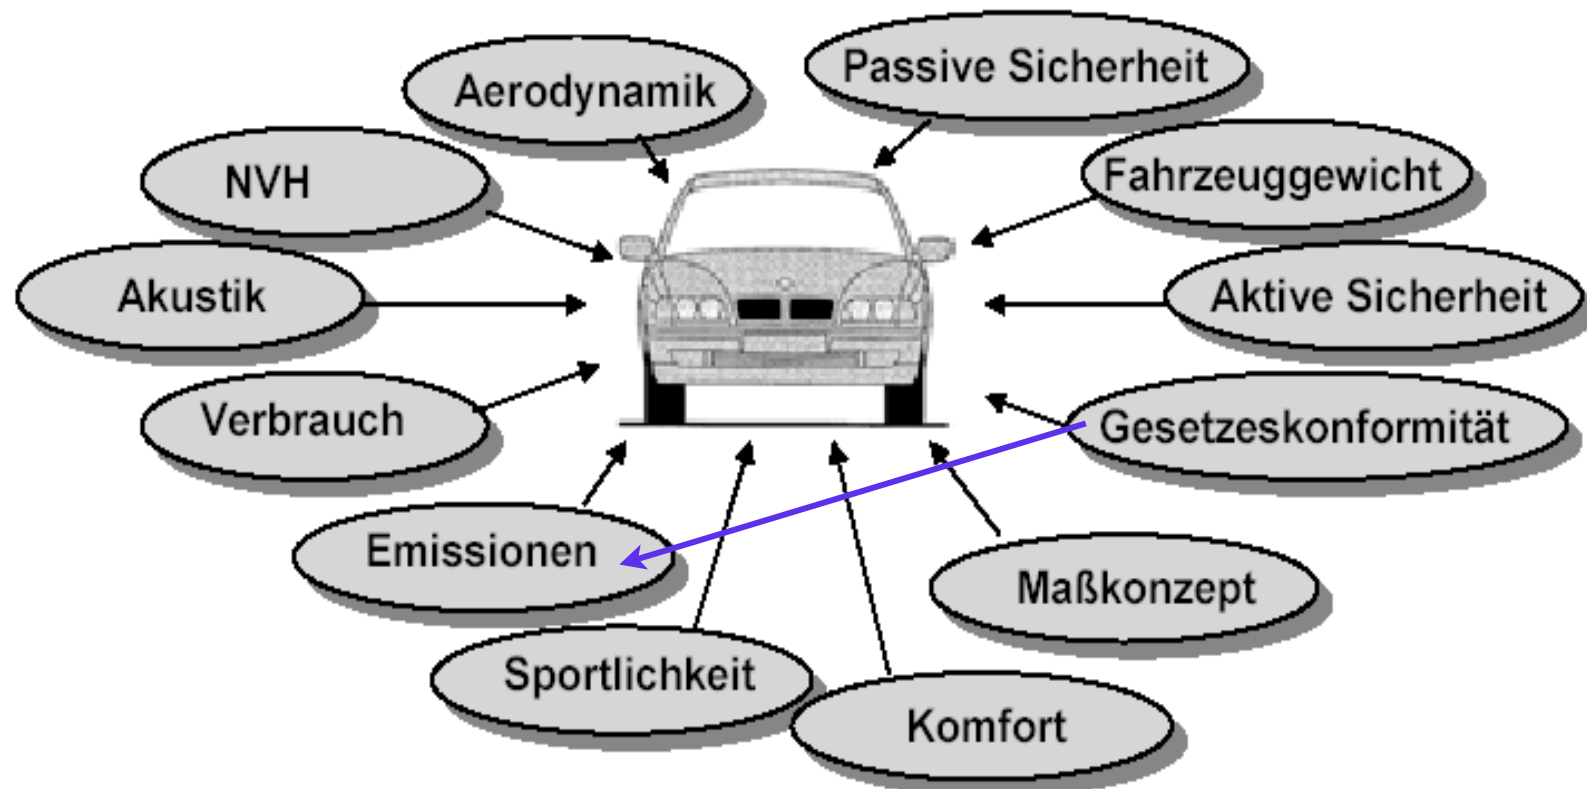 Aerodynamik
Passive Sicherheit
NVH
Fahrzeuggewicht
Akustik
Aktive Sicherheit
Verbrauch
Gesetzeskonformität
Emissionen
Maßkonzept
Sportlichkeit
Komfort